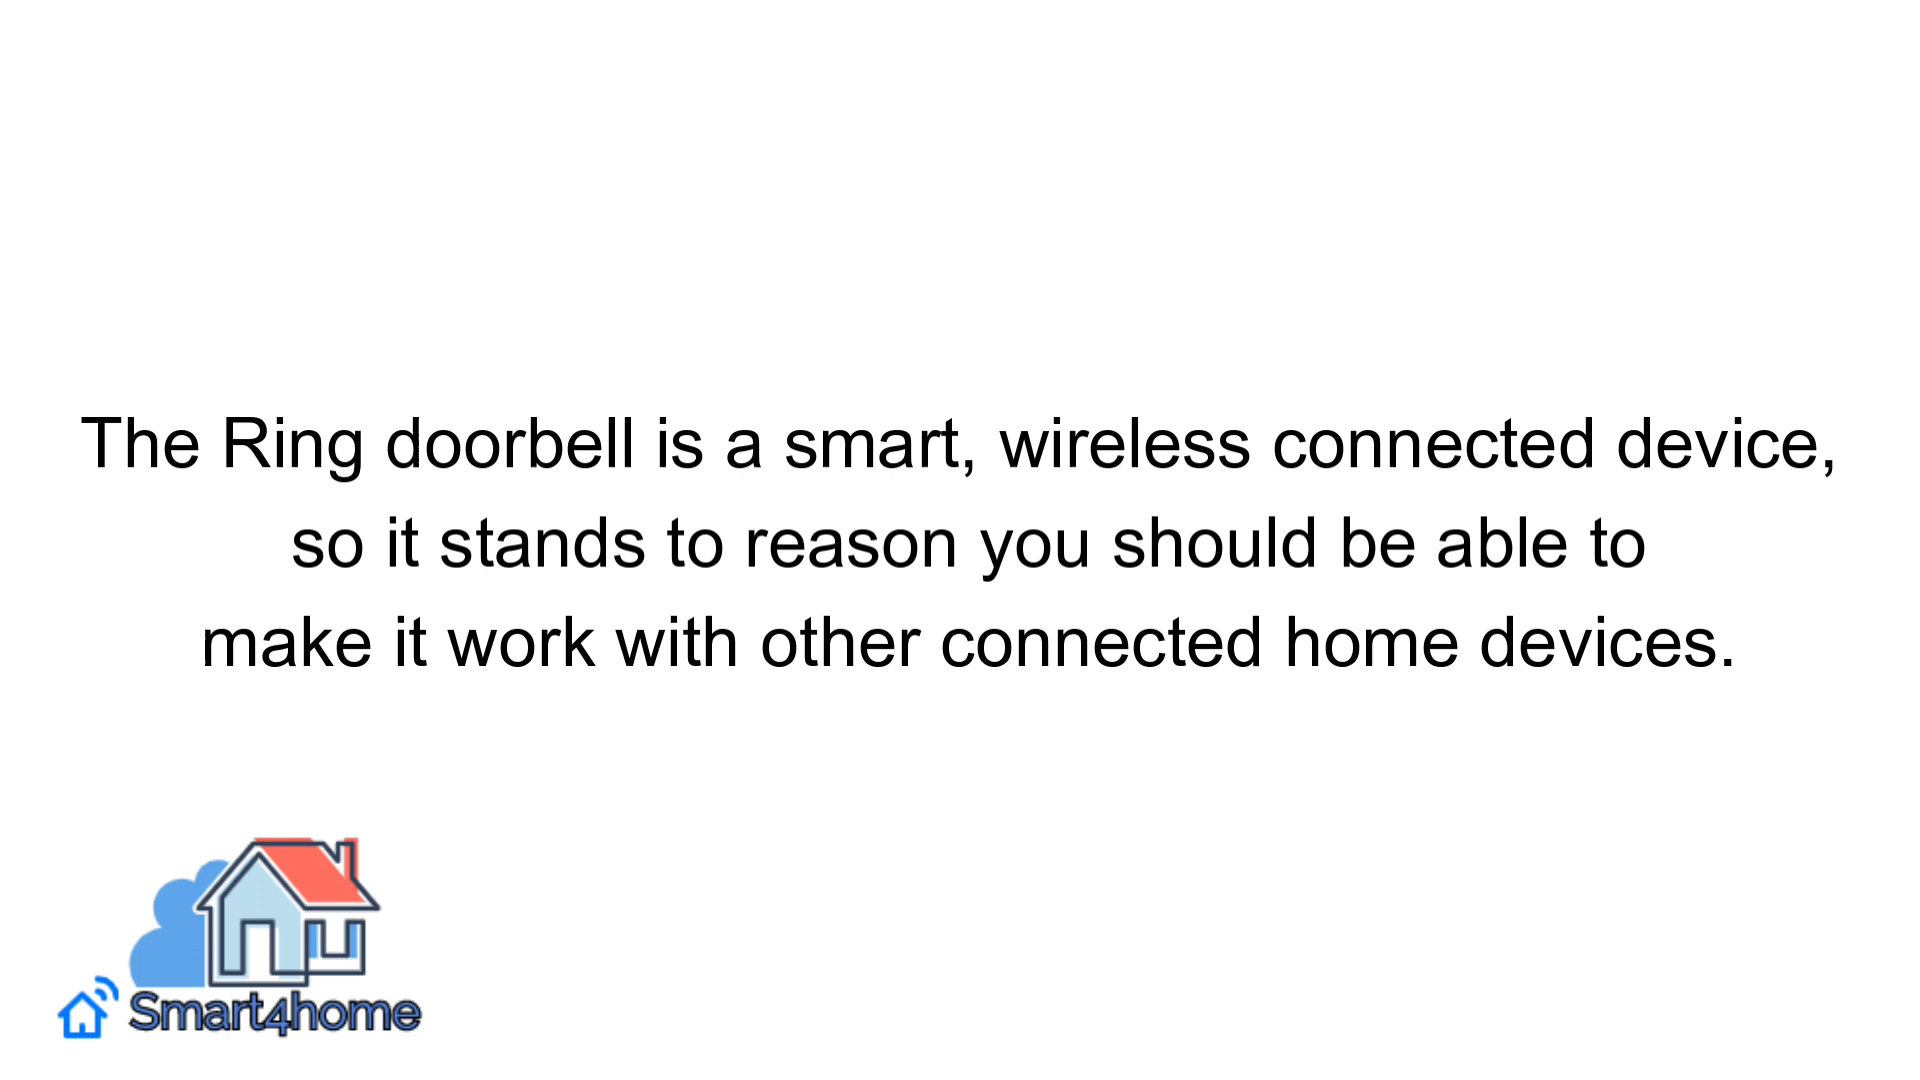 The Ring doorbell is a smart, wireless connected device,
so it stands to reason you should be able to
make it work with other connected home devices.
Smart4home